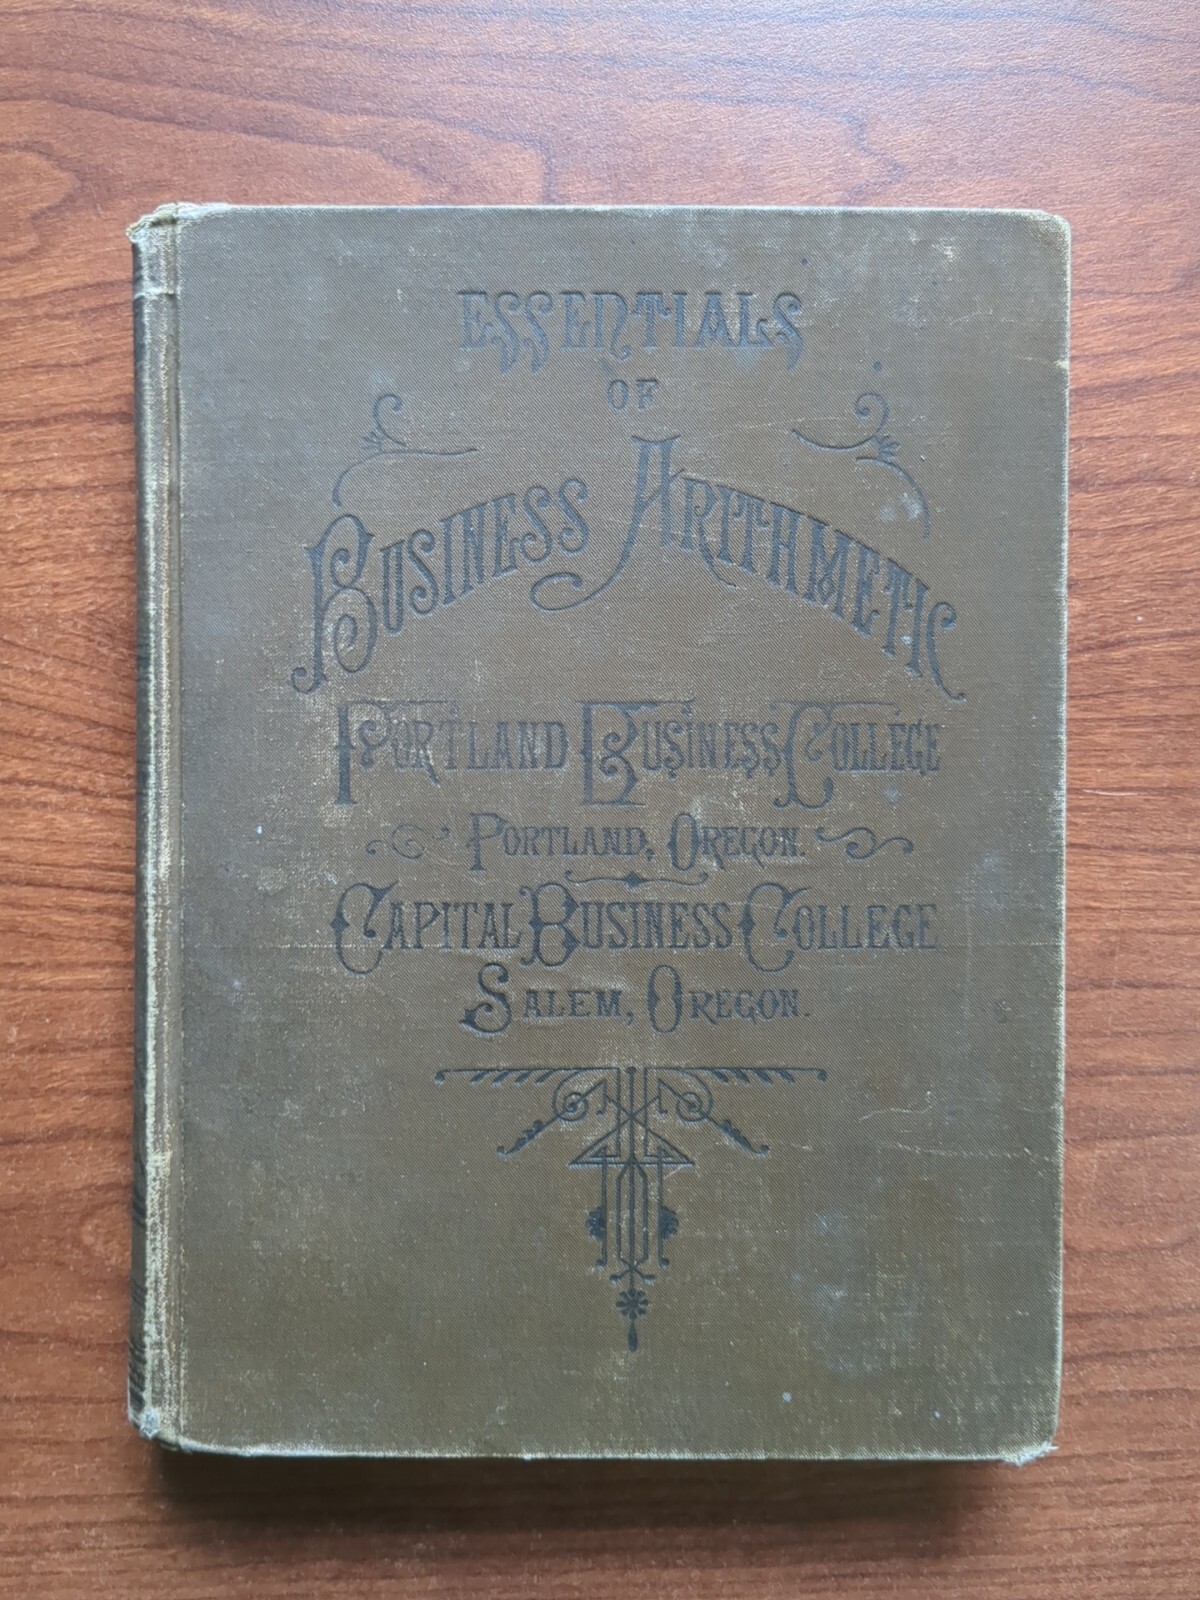 ESSENTIALS
OF
BUSINESS ARITHMETIC
PORTLAND BUSINESS COLLEGE
PORTLAND, OREGON.
CAPITAL BUSINESS COLLEGE
SALEM, OREGON.